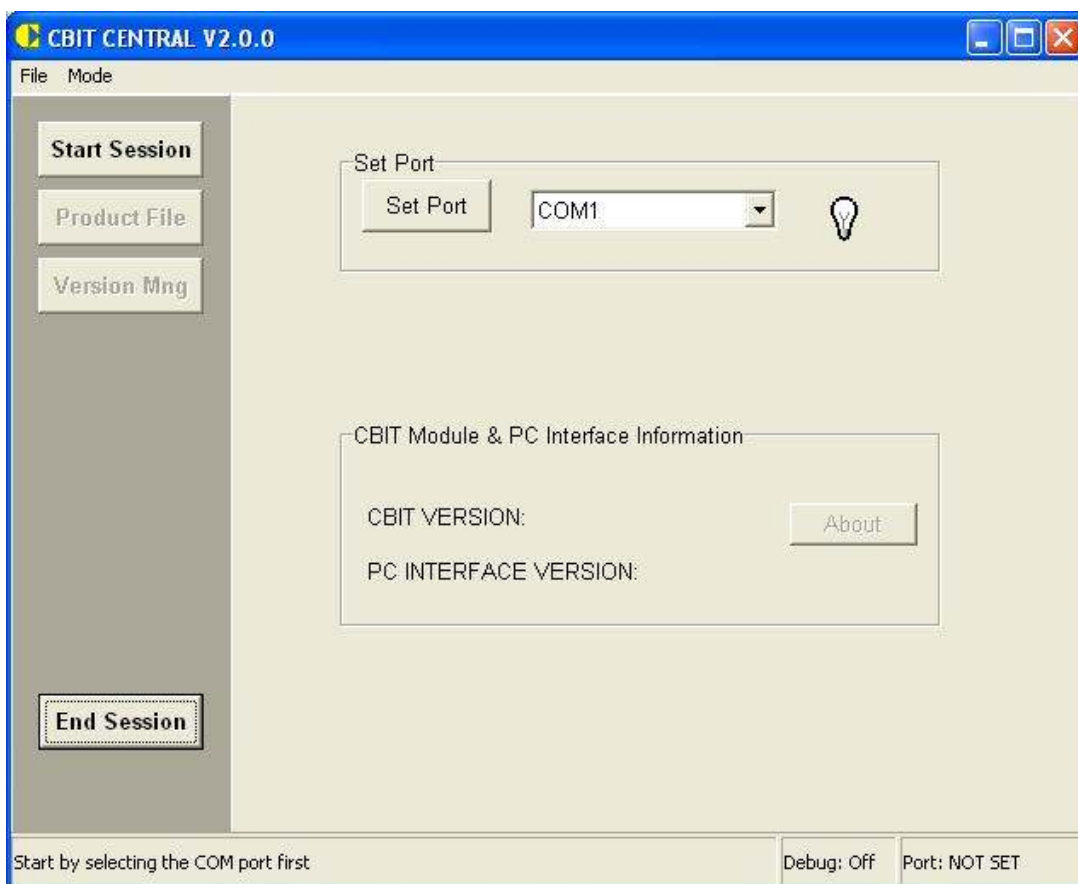 CBIT CENTRAL V2.0.0
File Mode
Start Session
Product File
Version Mng
End Session
Set Port
Set Port
COM1
CBIT Module & PC Interface Information
CBIT VERSION:
About
PC INTERFACE VERSION:
Start by selecting the COM port first
Debug: Off
Port: NOT SET